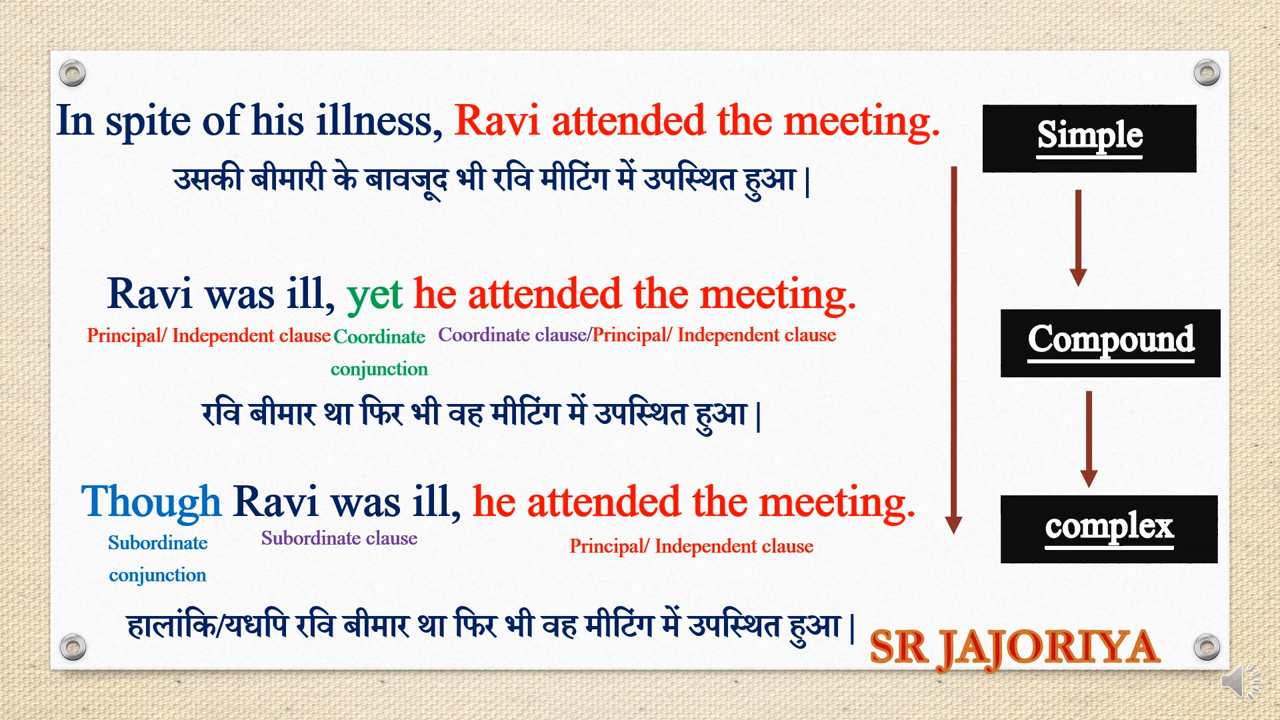 In spite of his illness, Ravi attended the meeting.
Simple
उसकी बीमारी के बावजूद भी रवि मीटिंग में उपस्थित हुआ |
Ravi was ill, yet he attended the meeting.
Principal/ Independent clause Coordinate conjunction Coordinate clause/Principal/ Independent clause
Compound
रवि बीमार था फिर भी वह मीटिंग में उपस्थित हुआ |
Though Ravi was ill, he attended the meeting.
complex
Subordinate conjunction Subordinate clause Principal/ Independent clause
हालांकि/यधपि रवि बीमार था फिर भी वह मीटिंग में उपस्थित हुआ |
SR JAJORIYA